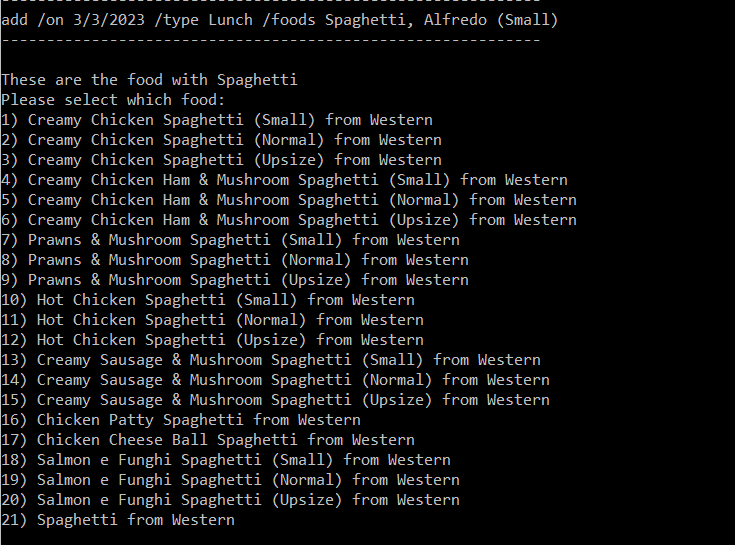 ------------------------------------------------------------
add /on 3/3/2023 /type Lunch /foods Spaghetti, Alfredo (Small)
------------------------------------------------------------
These are the food with Spaghetti
Please select which food:
1) Creamy Chicken Spaghetti (Small) from Western
2) Creamy Chicken Spaghetti (Normal) from Western
3) Creamy Chicken Spaghetti (Upsize) from Western
4) Creamy Chicken Ham & Mushroom Spaghetti (Small) from Western
5) Creamy Chicken Ham & Mushroom Spaghetti (Normal) from Western
6) Creamy Chicken Ham & Mushroom Spaghetti (Upsize) from Western
7) Prawns & Mushroom Spaghetti (Small) from Western
8) Prawns & Mushroom Spaghetti (Normal) from Western
9) Prawns & Mushroom Spaghetti (Upsize) from Western
10) Hot Chicken Spaghetti (Small) from Western
11) Hot Chicken Spaghetti (Normal) from Western
12) Hot Chicken Spaghetti (Upsize) from Western
13) Creamy Sausage & Mushroom Spaghetti (Small) from Western
14) Creamy Sausage & Mushroom Spaghetti (Normal) from Western
15) Creamy Sausage & Mushroom Spaghetti (Upsize) from Western
16) Chicken Patty Spaghetti from Western
17) Chicken Cheese Ball Spaghetti from Western
18) Salmon e Funghi Spaghetti (Small) from Western
19) Salmon e Funghi Spaghetti (Normal) from Western
20) Salmon e Funghi Spaghetti (Upsize) from Western
21) Spaghetti from Western